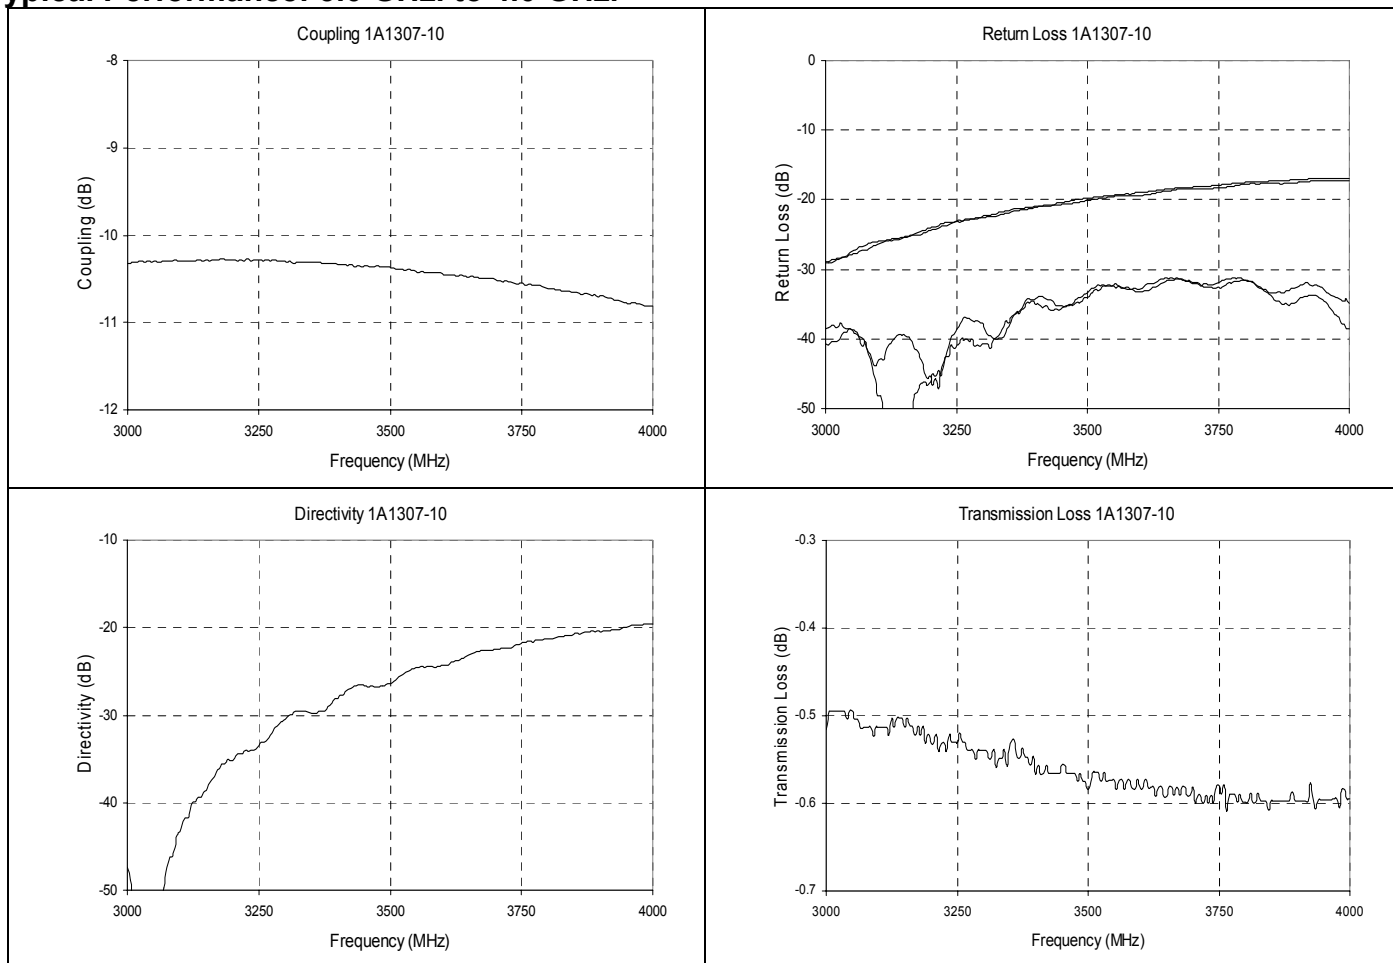 Coupling 1A1307-10
-8
-9
-10
-11
-12
Coupling (dB)
3000 3250 3500 3750 4000
Frequency (MHz)
Return Loss 1A1307-10
0
-10
-20
-30
-40
-50
Return Loss (dB)
3000 3250 3500 3750 4000
Frequency (MHz)
Directivity 1A1307-10
-10
-20
-30
-40
-50
Directivity (dB)
3000 3250 3500 3750 4000
Frequency (MHz)
Transmission Loss 1A1307-10
-0.3
-0.4
-0.5
-0.6
-0.7
Transmission Loss (dB)
3000 3250 3500 3750 4000
Frequency (MHz)